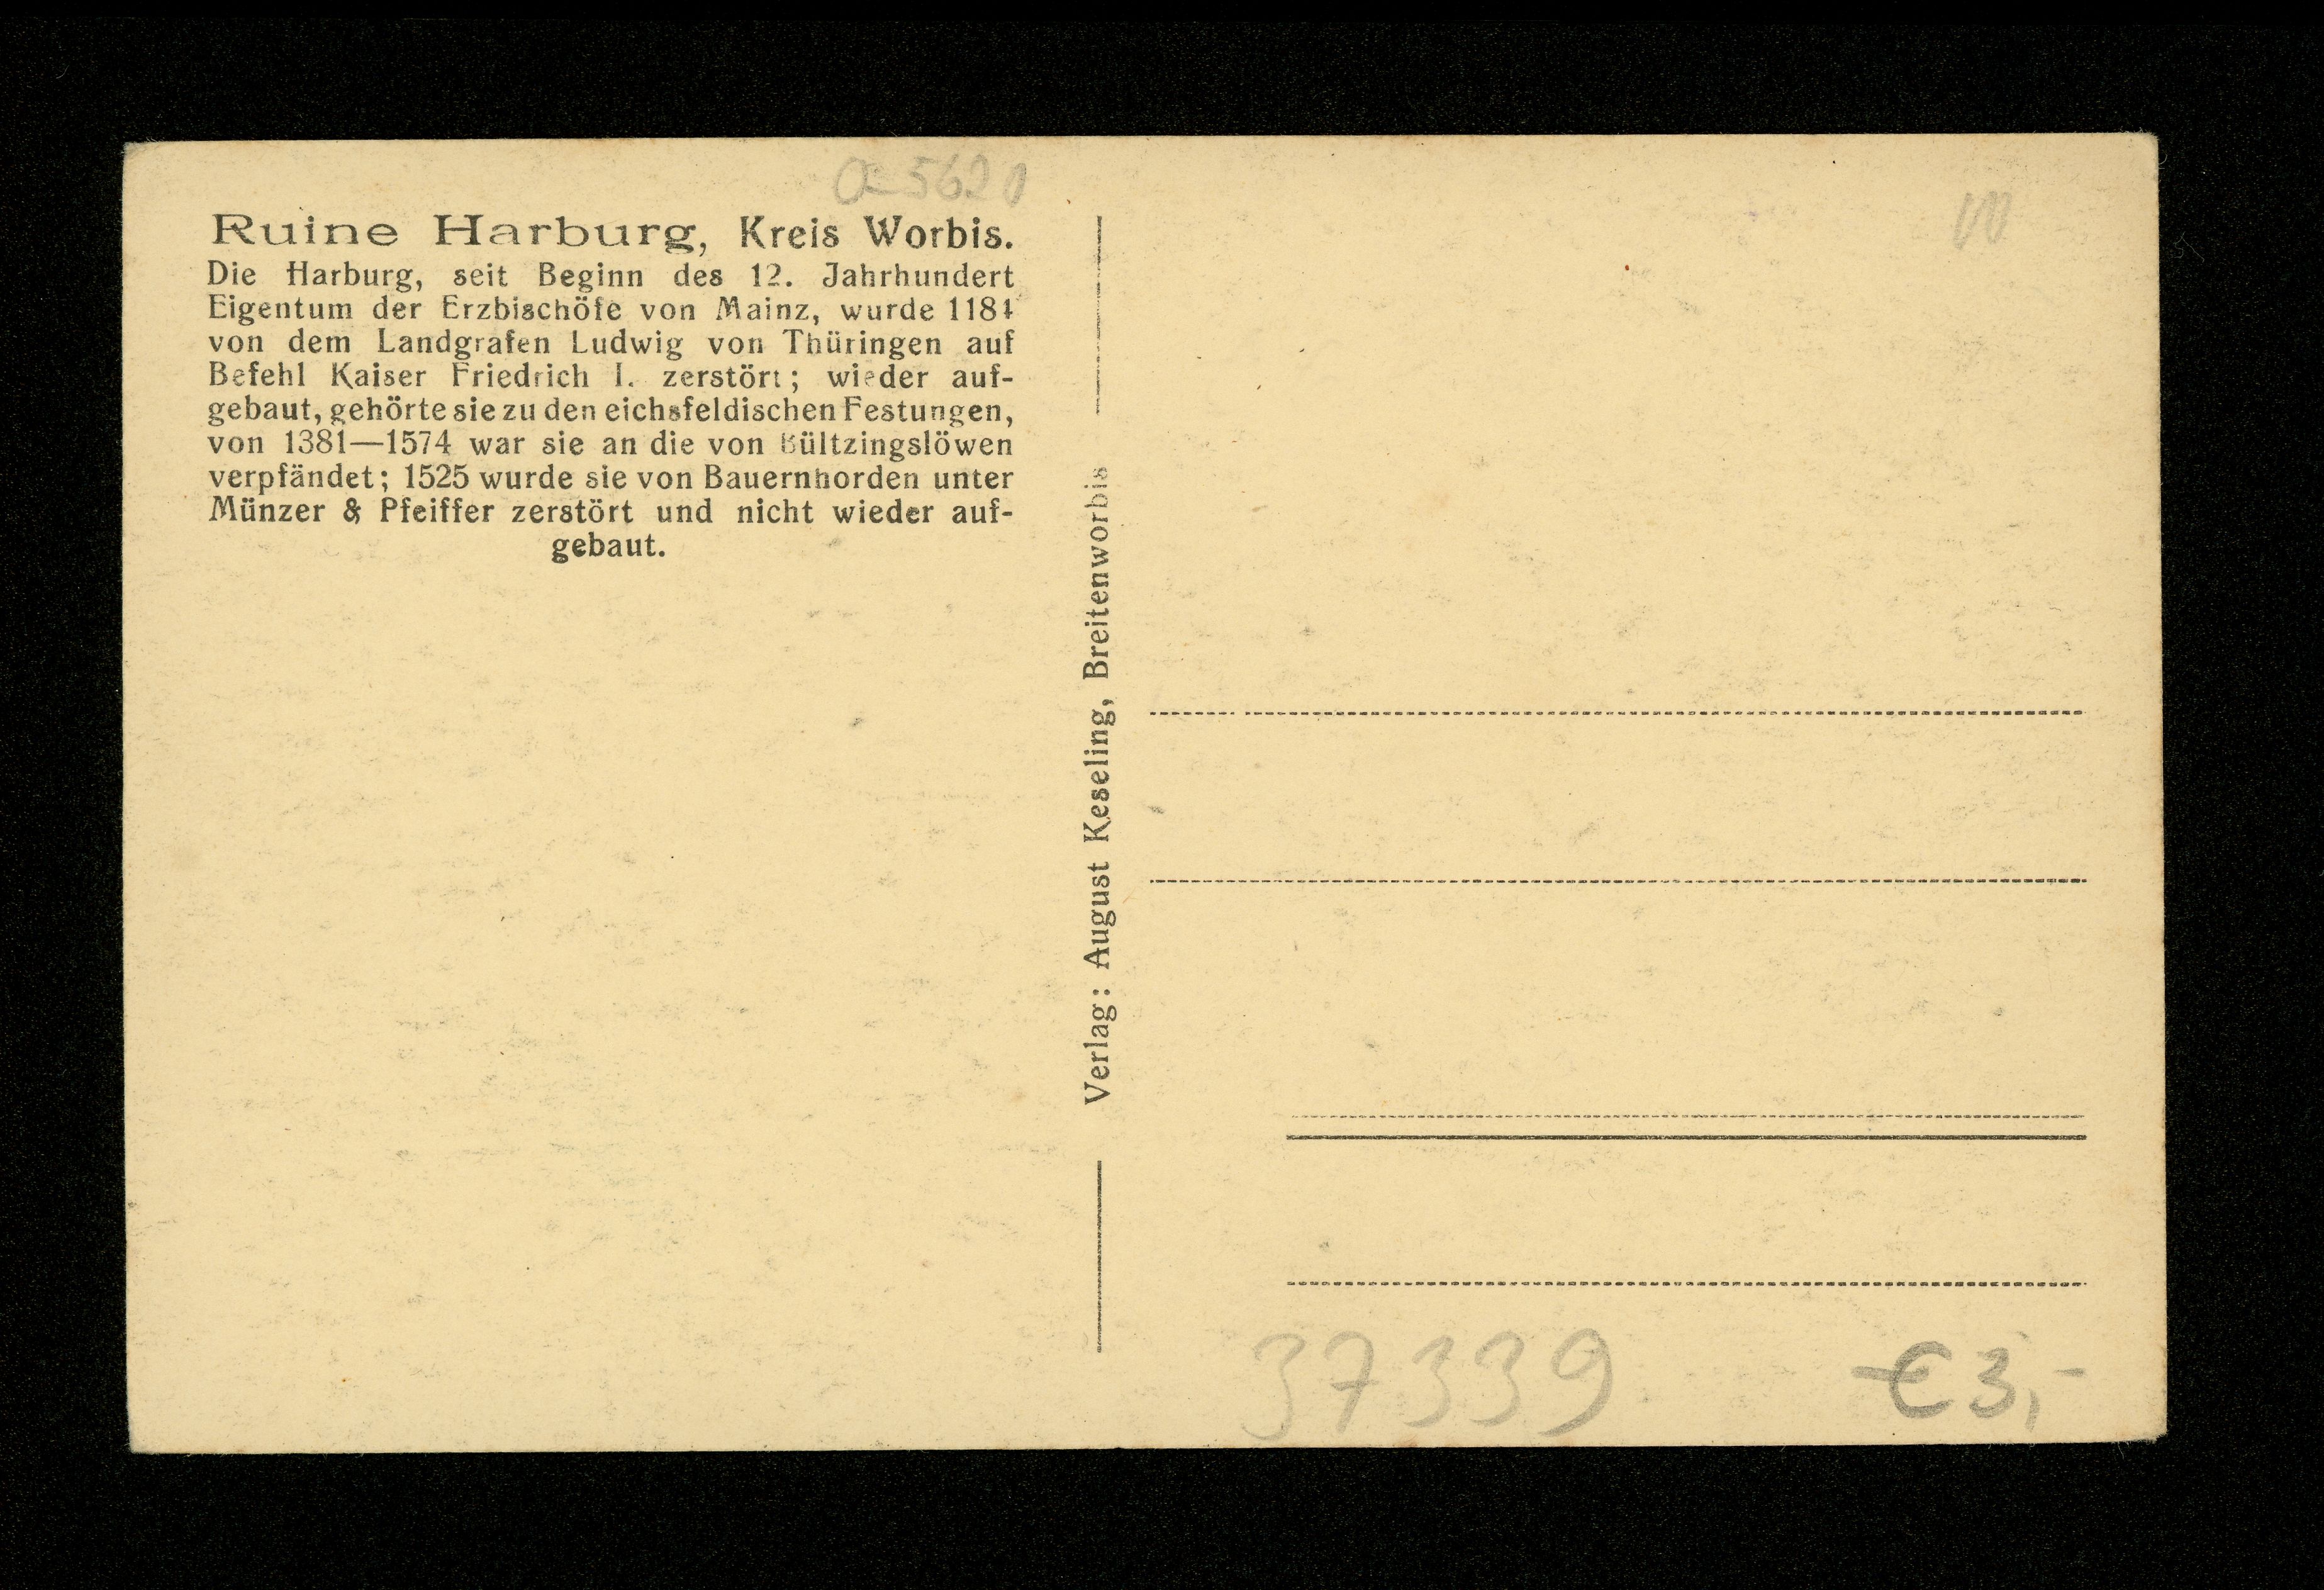 Ruine Harburg, Kreis Worbis.
Die Harburg, seit Beginn des 12. Jahrhundert
Eigentum der Erzbischöfe von Mainz, wurde 1184
von dem Landgrafen Ludwig von Thüringen auf
Befehl Kaiser Friedrich I. zerstört; wieder auf-
gebaut, gehörte sie zu den eichsfeldischen Festungen,
von 1381—1574 war sie an die von Bültzingslöwen
verpfändet; 1525 wurde sie von Bauernhorden unter
Münzer & Pfeiffer zerstört und nicht wieder auf-
gebaut.
Verlag: August Keseling, Breitenworbis
37339
€ 3,-